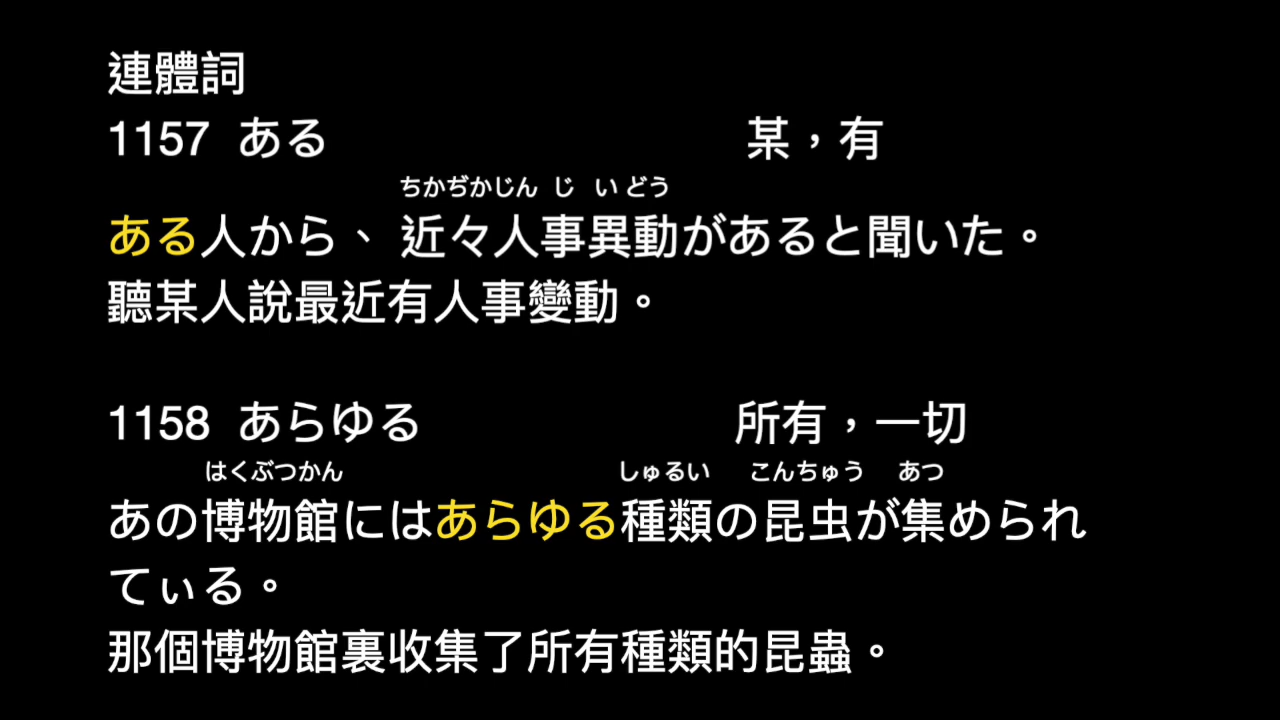 連體詞
1157 ある 某，有
ちかぢかじん じ い どう
ある人から、近々人事異動があると聞いた。
聽某人說最近有人事變動。
1158 あらゆる 所有，一切
はくぶつかん しゅるい こんちゅう あつ
あの博物館にはあらゆる種類の昆虫が集められ
てぃる。
那個博物館裏收集了所有種類的昆蟲。